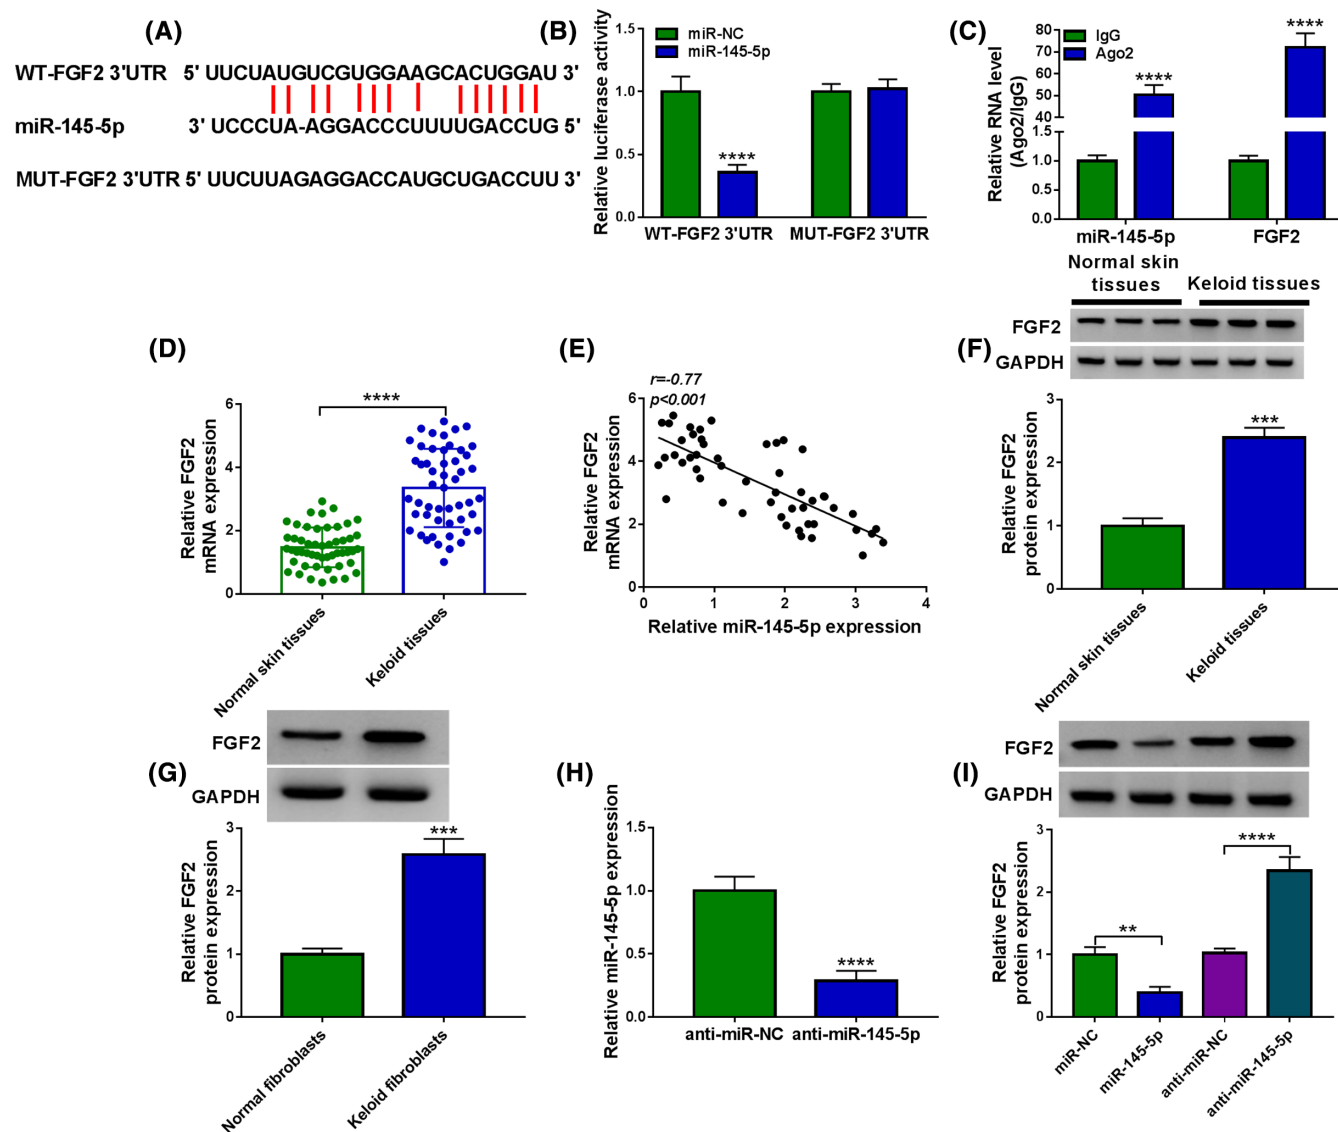 (A)
WT-FGF2 3'UTR 5' UUCUAUGUCGUGGAAGCACUGGAU 3'
miR-145-5p 3' UCCCUA-AGGACCCUUUUGACCUG 5'
MUT-FGF2 3'UTR 5' UUCUUAGAGGACCAUGCUGACCUU 3'
(B)
Relative luciferase activity
1.5
1.0
0.5
0.0
miR-NC
miR-145-5p
****
WT-FGF2 3'UTR MUT-FGF2 3'UTR
(C)
Relative RNA level
(Ago2/IgG)
80
70
60
50
40
1.5
1.0
0.5
0.0
IgG
Ago2
****
****
miR-145-5p FGF2
(D)
Relative FGF2
mRNA expression
6
4
2
0
****
Normal skin tissues
Keloid tissues
(E)
r=-0.77
p<0.001
Relative FGF2
mRNA expression
6
4
2
0
0 1 2 3 4
Relative miR-145-5p expression
(F)
Normal skin
tissues
Keloid tissues
FGF2
GAPDH
Relative FGF2
protein expression
3
2
1
0
***
Normal skin tissues
Keloid tissues
(G)
FGF2
GAPDH
Relative FGF2
protein expression
3
2
1
0
***
Normal fibroblasts
Keloid fibroblasts
(H)
Relative miR-145-5p expression
1.5
1.0
0.5
0.0
****
anti-miR-NC anti-miR-145-5p
(I)
FGF2
GAPDH
Relative FGF2
protein expression
3
2
1
0
**
****
miR-NC
miR-145-5p
anti-miR-NC
anti-miR-145-5p